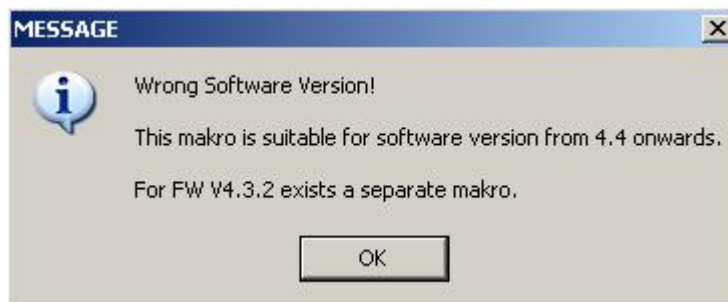 MESSAGE
Wrong Software Version!
This makro is suitable for software version from 4.4 onwards.
For FW V4.3.2 exists a separate makro.
OK